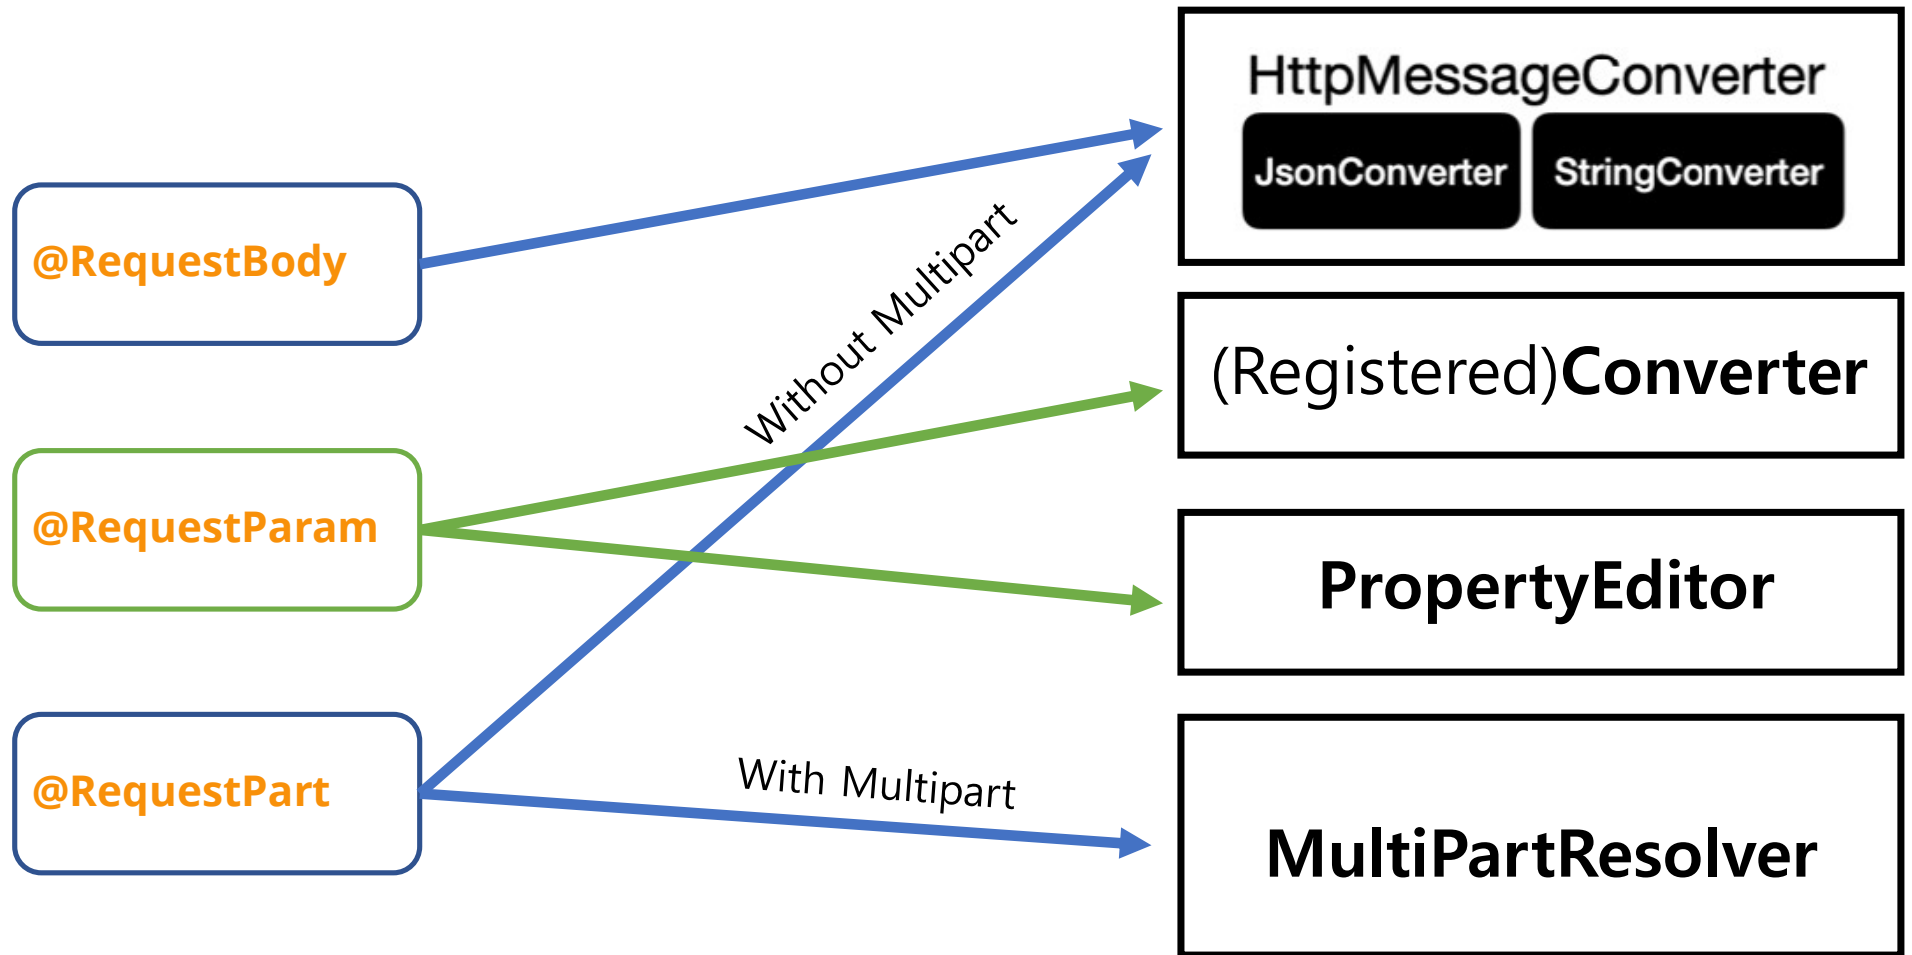 HttpMessageConverter
JsonConverter StringConverter
@RequestBody
Without Multipart
(Registered)Converter
@RequestParam
PropertyEditor
@RequestPart
With Multipart
MultiPartResolver